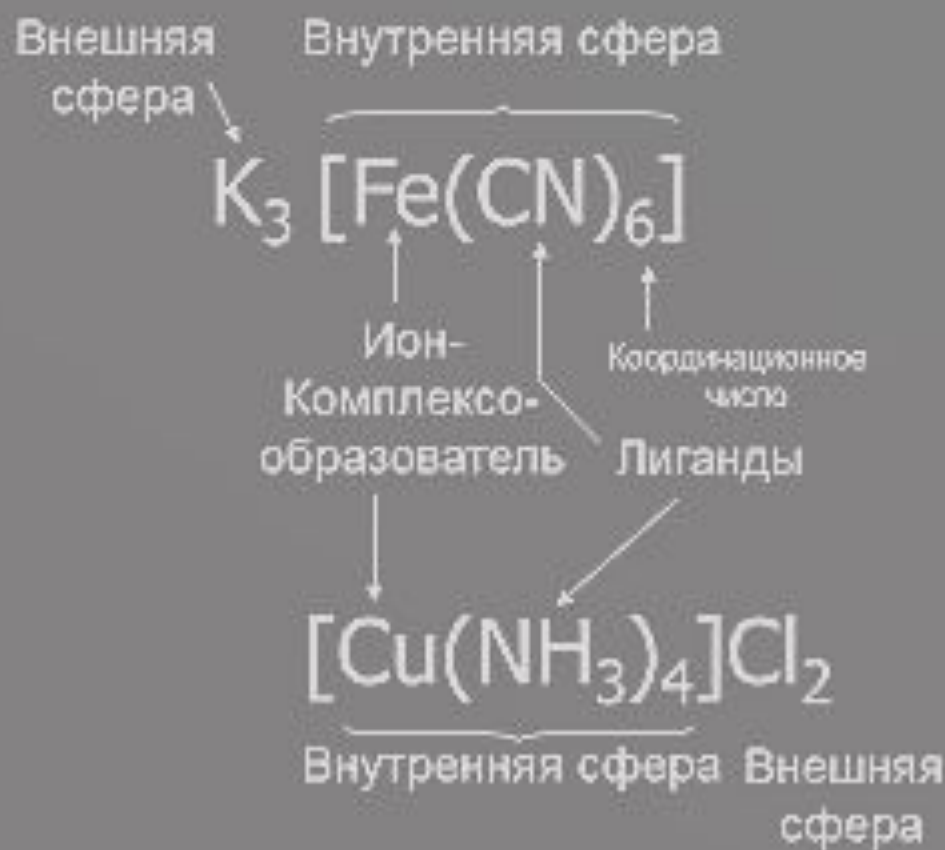 Внешняя сфера
Внутренняя сфера
K₃ [Fe(CN)₆]
Ион-
Комплексо-
образователь
Координационное
число
Лиганды
[Cu(NH₃)₄]Cl₂
Внутренняя сфера
Внешняя
сфера